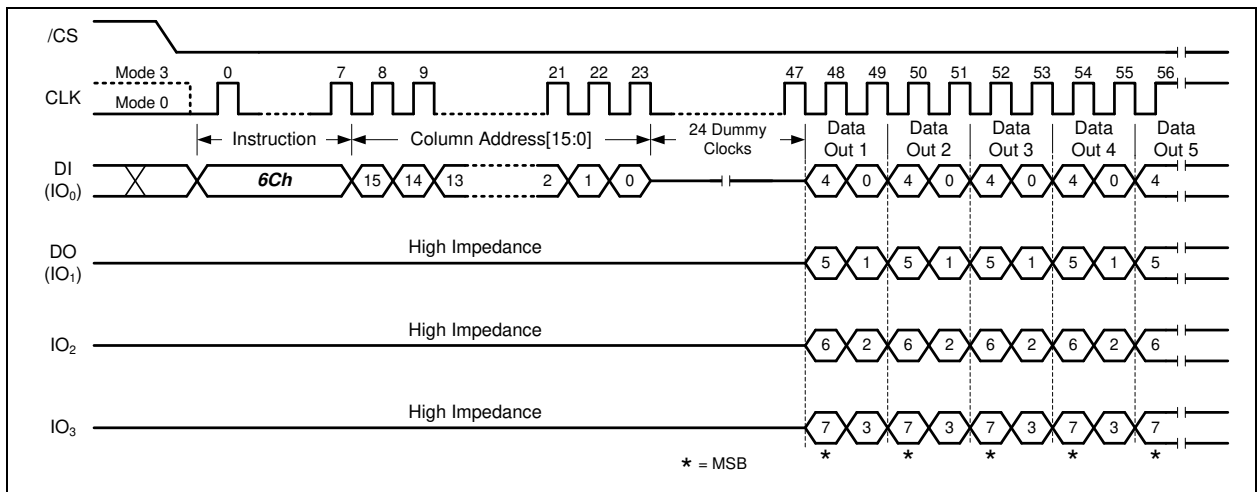 /CS
Mode 3 0 7 8 9 21 22 23 47 48 49 50 51 52 53 54 55 56
CLK
Mode 0
Instruction Column Address[15:0] 24 Dummy Clocks Data Out 1 Data Out 2 Data Out 3 Data Out 4 Data Out 5
DI (IO₀) 6Ch 15 14 13 2 1 0 4 0 4 0 4 0 4 0 4
DO (IO₁) High Impedance 5 1 5 1 5 1 5 1 5
IO₂ High Impedance 6 2 6 2 6 2 6 2 6
IO₃ High Impedance 7 3 7 3 7 3 7 3 7
* * * * *
* = MSB